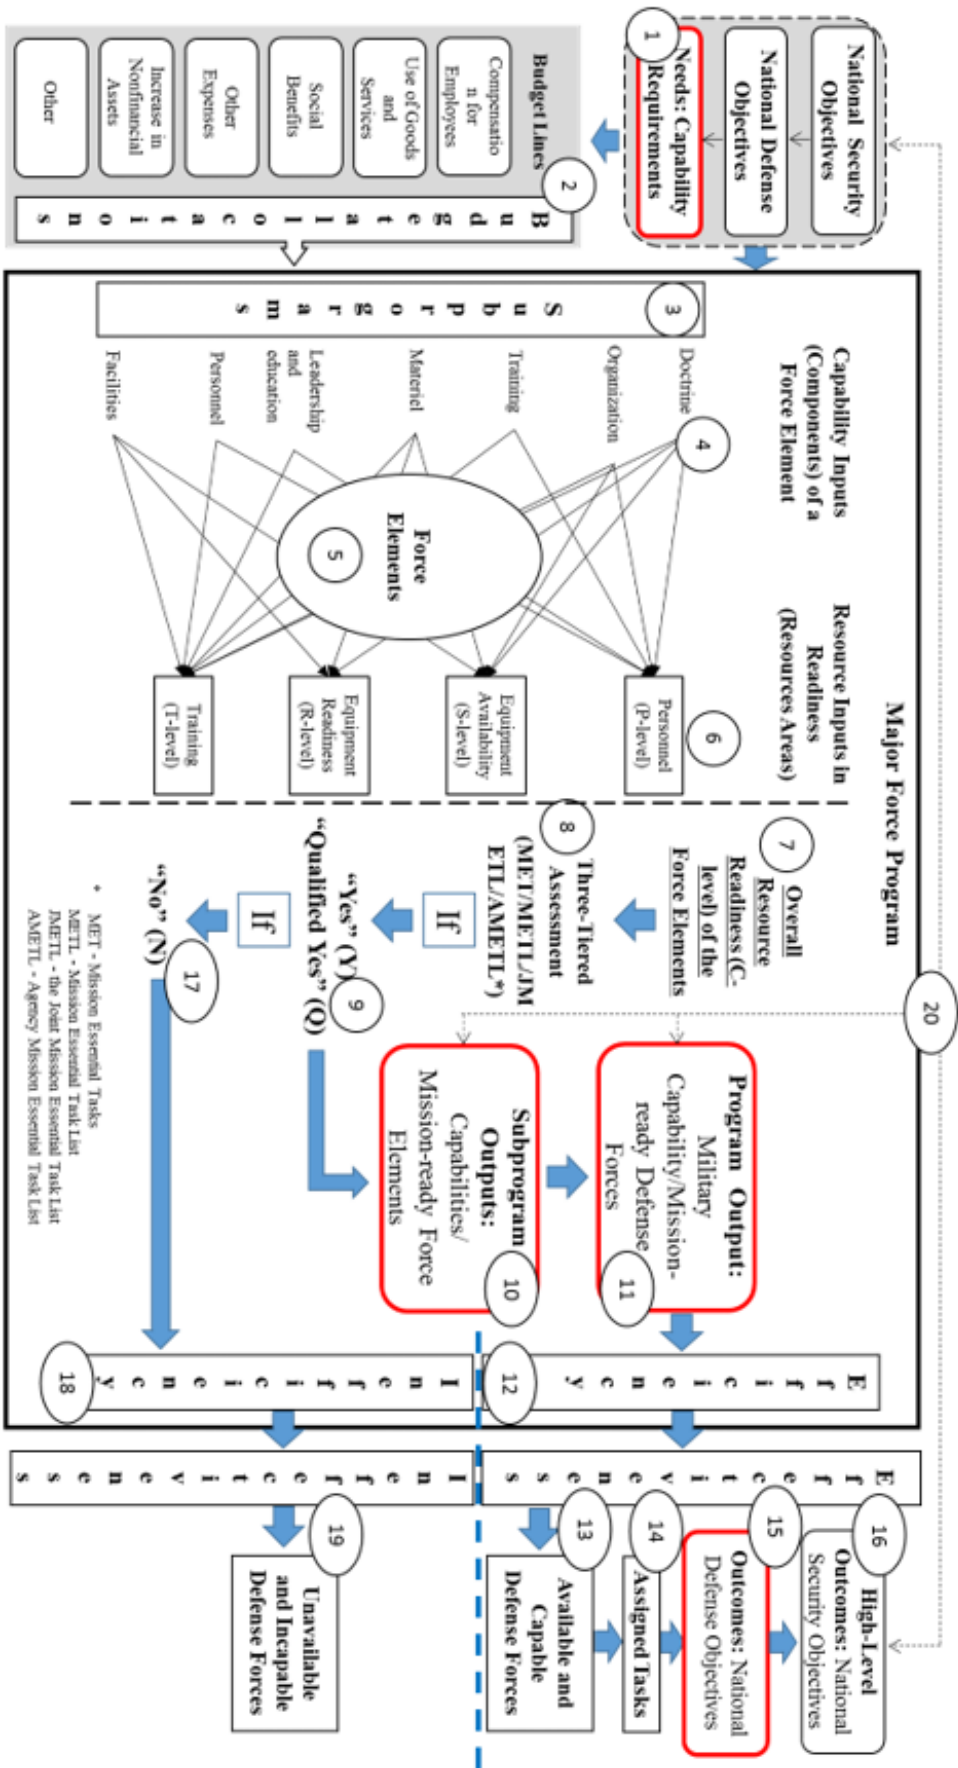 National Security
Objectives
National Defense
Objectives
Needs: Capability
Requirements
1
Budget Lines
Compensatio
n for
Employees
Use of Goods
and
Services
Social
Benefits
Other
Expenses
Increase in
Nonfinancial
Assets
Other
2
Budget allocations
Major Force Program
Capability Inputs
(Components) of a
Force Element
3
Subprograms
4
Doctrine
Organization
Training
Materiel
Leadership
and
education
Personnel
Facilities
Force
Elements
5
Resource Inputs in
Readiness
(Resources Areas)
6
Personnel
(P-level)
Equipment
Availability
(S-level)
Equipment
Readiness
(R-level)
Training
(T-level)
7
Overall
Resource
Readiness (C-
level) of the
Force Elements
8
Three-Tiered
Assessment
(MET/METL/JM
ETL/AMETL*)
If
“Yes” (Y)
“Qualified Yes” (Q)
9
If
“No” (N)
17
* MET - Mission Essential Tasks
METL - Mission Essential Task List
JMETL - the Joint Mission Essential Task List
AMETL - Agency Mission Essential Task List
20
Program Output:
Military
Capability/Mission-
ready Defense
Forces
11
Subprogram
Outputs:
Capabilities/
Mission-ready Force
Elements
10
Efficiency
12
Inefficiency
18
Effectiveness
Ineffectiveness
16
High-Level
Outcomes: National
Security Objectives
15
Outcomes: National
Defense Objectives
14
Assigned Tasks
13
Available and
Capable
Defense Forces
19
Unavailable
and Incapable
Defense Forces